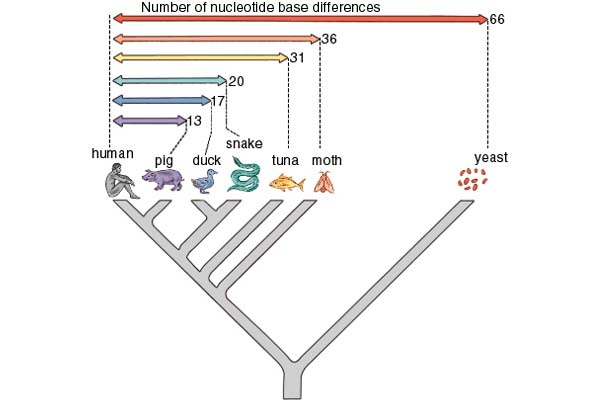 Number of nucleotide base differences
66
36
31
20
17
13
human
pig
duck
snake
tuna
moth
yeast